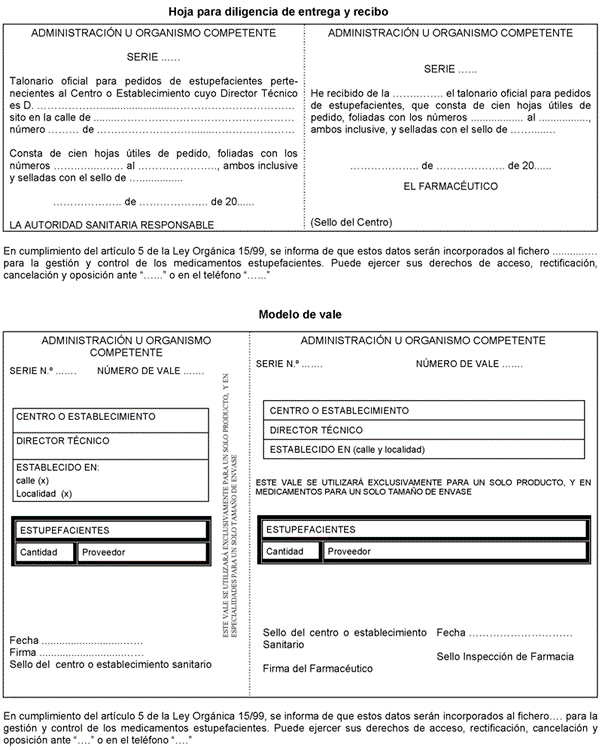 Hoja para diligencia de entrega y recibo
ADMINISTRACIÓN U ORGANISMO COMPETENTE
SERIE ......
Talonario oficial para pedidos de estupefacientes perte-
necientes al Centro o Establecimiento cuyo Director Técnico
es D. ..............................................................
sito en la calle de ................................................
número ......... de ................................................
Consta de cien hojas útiles de pedido, foliadas con los
números .................... al ...................., ambos inclusive
y selladas con el sello de ...............
.................... de .................... de 20......
LA AUTORIDAD SANITARIA RESPONSABLE
ADMINISTRACIÓN U ORGANISMO COMPETENTE
SERIE ......
He recibido de la ............... el talonario oficial para pedidos
de estupefacientes, que consta de cien hojas útiles de
pedido, foliadas con los números .................. al ...............,
ambos inclusive, y selladas con el sello de ............
.................... de .................... de 20......
EL FARMACÉUTICO
(Sello del Centro)
En cumplimiento del artículo 5 de la Ley Orgánica 15/99, se informa de que estos datos serán incorporados al fichero ..............
para la gestión y control de los medicamentos estupefacientes. Puede ejercer sus derechos de acceso, rectificación,
cancelación y oposición ante “......” o en el teléfono “......”
Modelo de vale
ADMINISTRACIÓN U ORGANISMO
COMPETENTE
SERIE N.º ....... NÚMERO DE VALE .......
CENTRO O ESTABLECIMIENTO
DIRECTOR TÉCNICO
ESTABLECIDO EN:
calle (x)
Localidad (x)
ESTUPEFACIENTES
Cantidad Proveedor
Fecha ..............................
Firma ..............................
Sello del centro o establecimiento sanitario
ESTE VALE SE UTILIZARÁ EXCLUSIVAMENTE PARA UN SOLO PRODUCTO, Y EN
ESPECIALIDADES PARA UN SOLO TAMAÑO DE ENVASE
ADMINISTRACIÓN U ORGANISMO COMPETENTE
SERIE N.º ....... NÚMERO DE VALE .......
CENTRO O ESTABLECIMIENTO
DIRECTOR TÉCNICO
ESTABLECIDO EN (calle y localidad)
ESTE VALE SE UTILIZARÁ EXCLUSIVAMENTE PARA UN SOLO PRODUCTO, Y EN
MEDICAMENTOS PARA UN SOLO TAMAÑO DE ENVASE
ESTUPEFACIENTES
Cantidad Proveedor
Sello del centro o establecimiento
Sanitario
Firma del Farmacéutico
Fecha ..............................
Sello Inspección de Farmacia
En cumplimiento del artículo 5 de la Ley Orgánica 15/99, se informa de que estos datos serán incorporados al fichero.... para la
gestión y control de los medicamentos estupefacientes. Puede ejercer sus derechos de acceso, rectificación, cancelación y
oposición ante “....” o en el teléfono “....”